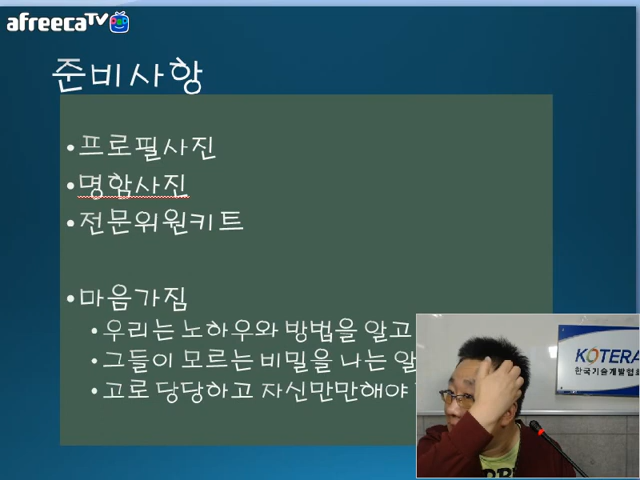 afreecaTV
준비사항
•프로필사진
•명함사진
•전문위원키트
•마음가짐
•우리는 노하우와 방법을 알고
•그들이 모르는 비밀을 나는
•고로 당당하고 자신만만해야
KOTERA
한국기술개발협회